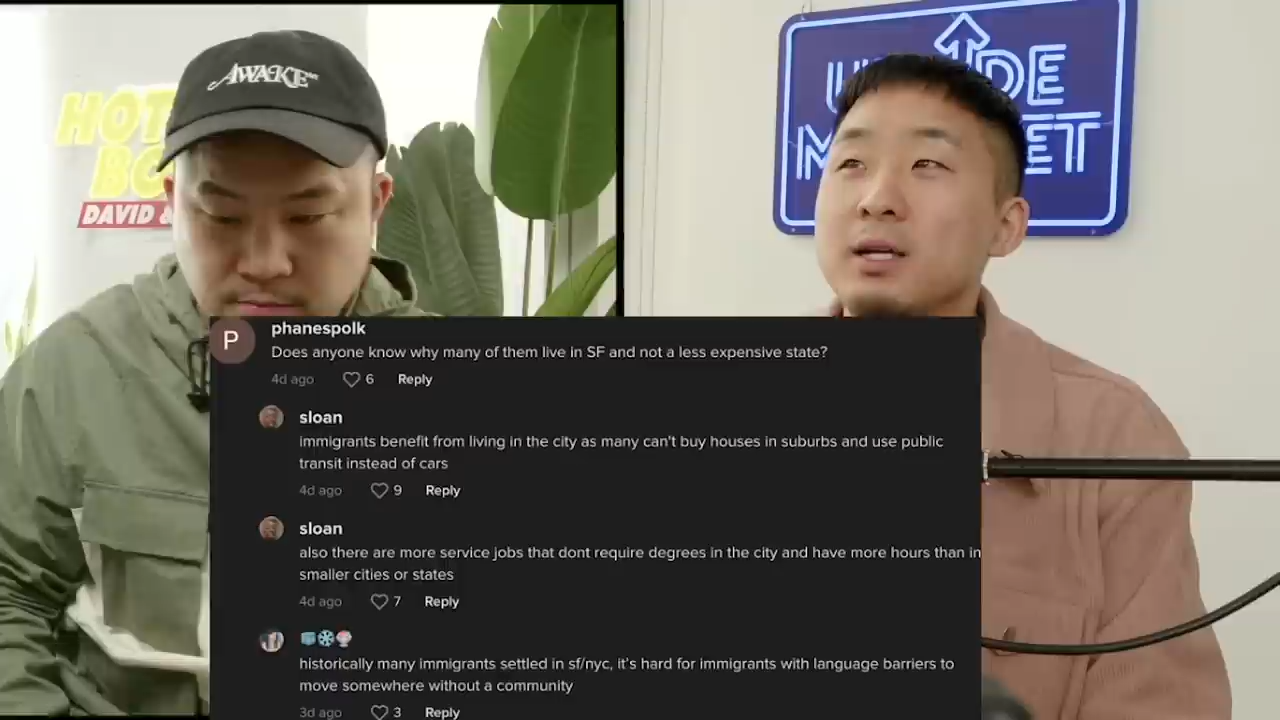 AWAKE
HOT
BO
DAVID &
U DE
M ET
P
phanespolk
Does anyone know why many of them live in SF and not a less expensive state?
4d ago 6 Reply
sloan
immigrants benefit from living in the city as many can't buy houses in suburbs and use public
transit instead of cars
4d ago 9 Reply
sloan
also there are more service jobs that dont require degrees in the city and have more hours than in
smaller cities or states
4d ago 7 Reply
historically many immigrants settled in sf/nyc, it's hard for immigrants with language barriers to
move somewhere without a community
3d ago 3 Reply